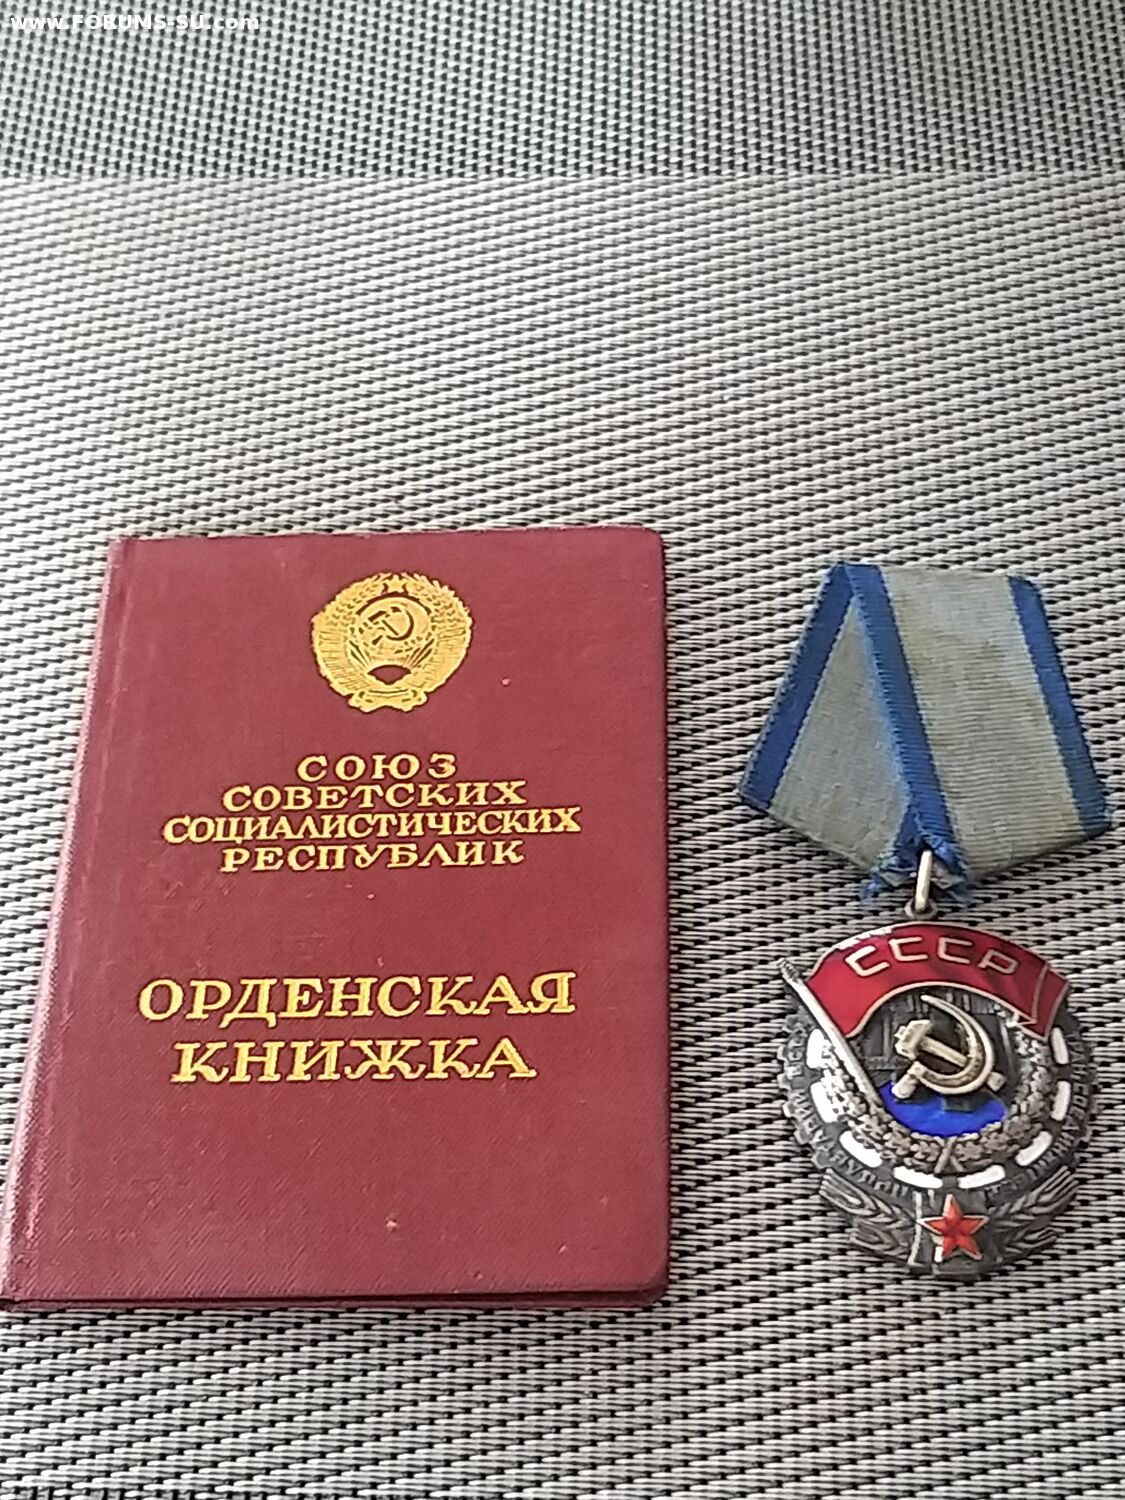 www.FORUMS-SU.com
СОЮЗ
СОВЕТСКИХ
СОЦИАЛИСТИЧЕСКИХ
РЕСПУБЛИК
ОРДЕНСКАЯ
КНИЖКА
СССР